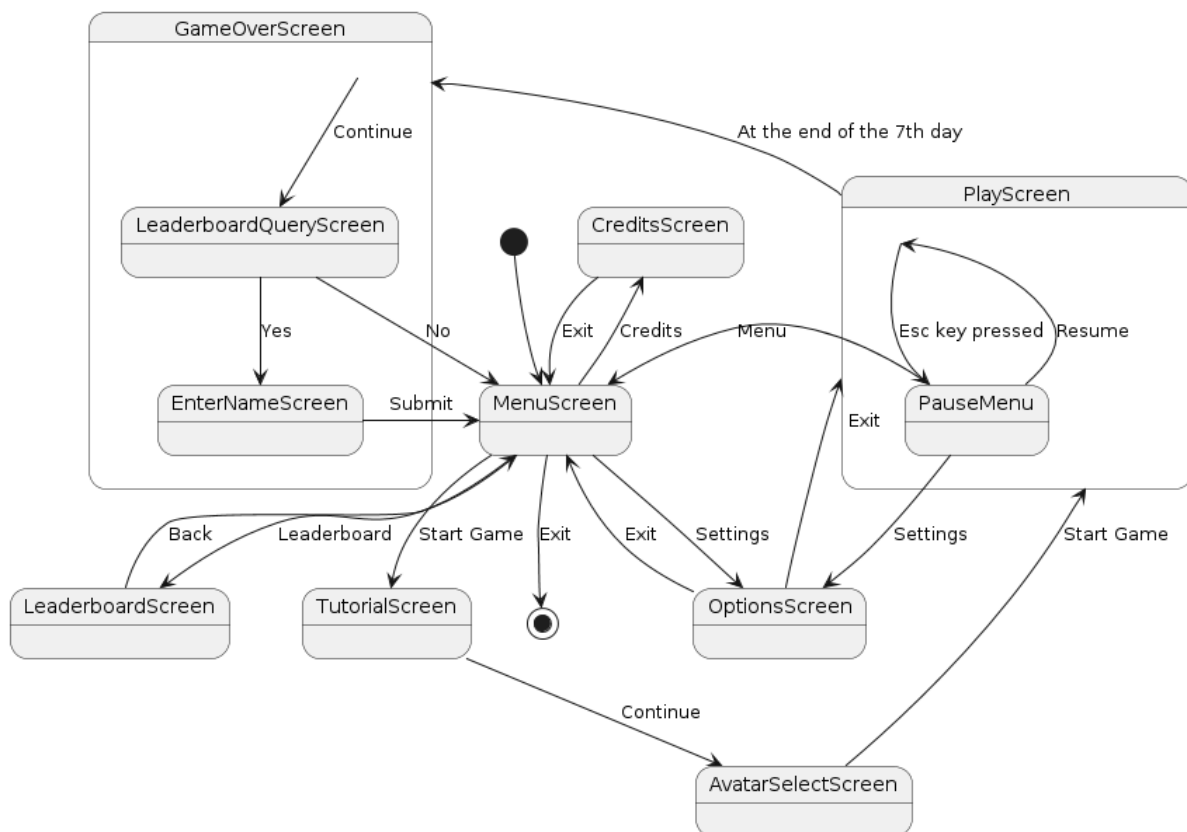 GameOverScreen
Continue
At the end of the 7th day
PlayScreen
LeaderboardQueryScreen
CreditsScreen
Yes
No
Exit
Credits
Menu
Esc key pressed
Resume
EnterNameScreen
Submit
MenuScreen
Exit
PauseMenu
Back
Leaderboard
Start Game
Exit
Exit
Settings
Settings
Start Game
LeaderboardScreen
TutorialScreen
OptionsScreen
Continue
AvatarSelectScreen